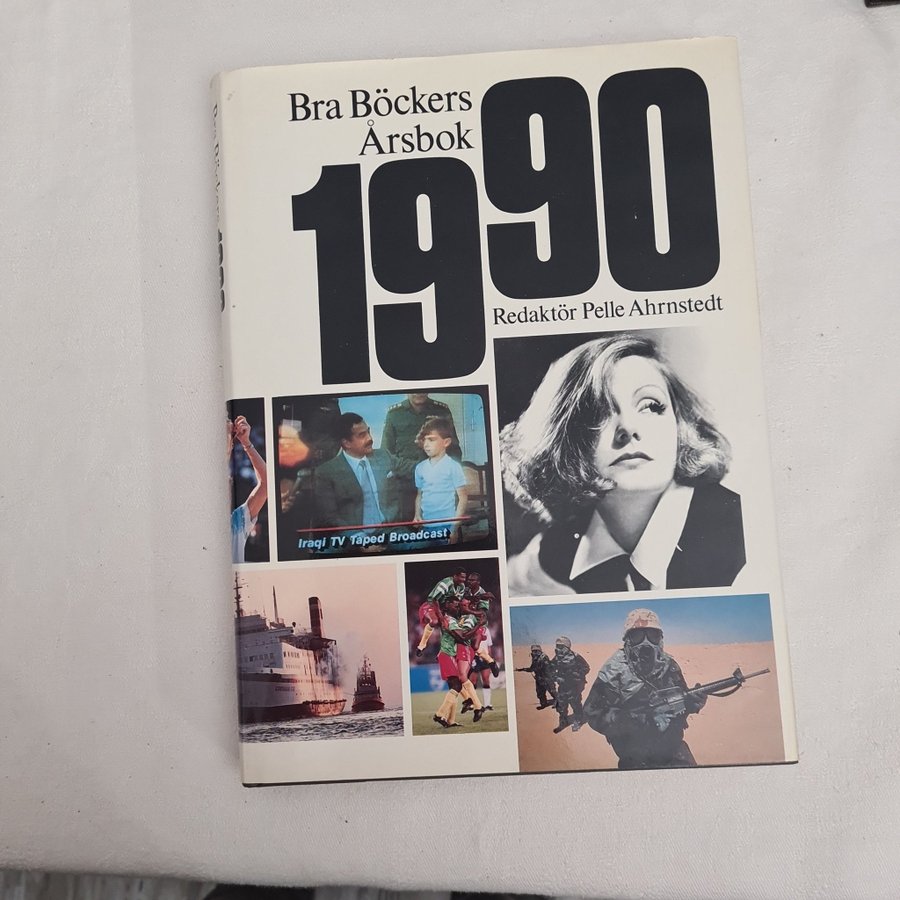 Bra Böckers
Årsbok
1990
Redaktör Pelle Ahrnstedt
Iraqi TV Taped Broadcast